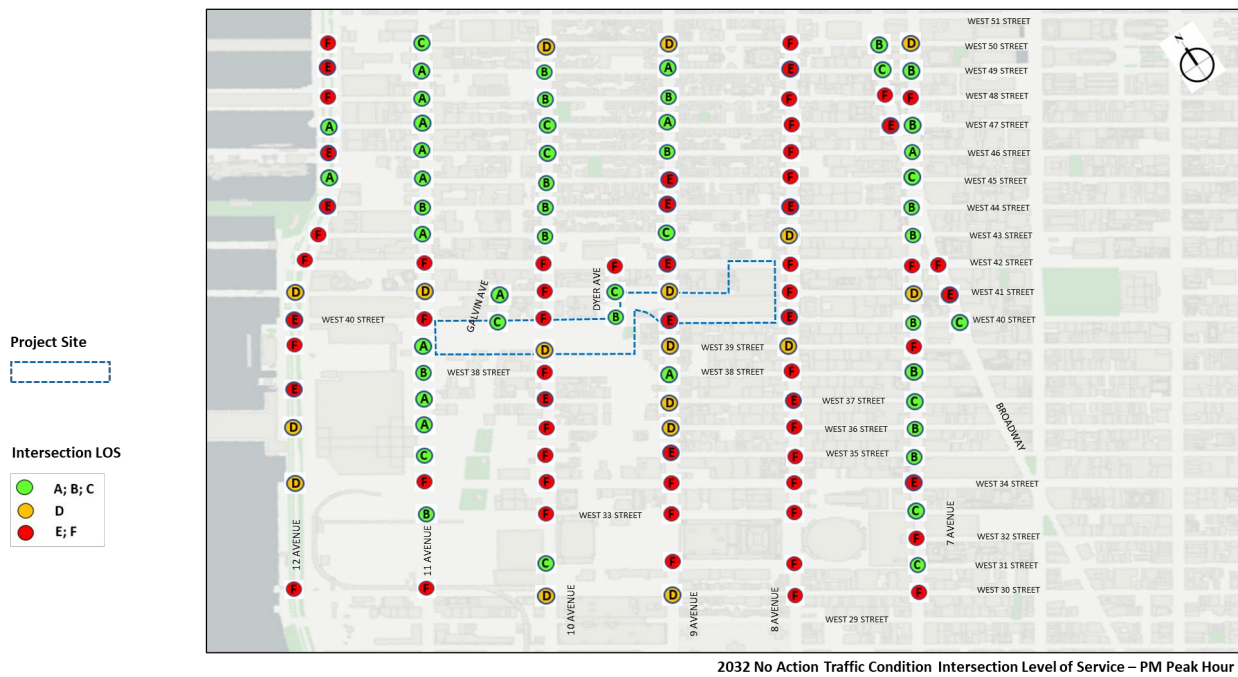 WEST 51 STREET
F C D D F B D WEST 50 STREET
E A B A E C B WEST 49 STREET
F A B B F F F WEST 48 STREET
A A C A F E B WEST 47 STREET
E A C B F A WEST 46 STREET
A A B E F C WEST 45 STREET
E B B E E B WEST 44 STREET
F A B C D B WEST 43 STREET
F F F F E F F F WEST 42 STREET
GALVIN AVE
DYER AVE
D D A F C D F D E WEST 41 STREET
E WEST 40 STREET F C F B E E B C WEST 40 STREET
F A D D WEST 39 STREET D F
B WEST 38 STREET F A WEST 38 STREET F B
E A E D E WEST 37 STREET C
D A F D F WEST 36 STREET B
BROADWAY
C F E F WEST 35 STREET B
D F F F F E WEST 34 STREET
B F WEST 33 STREET F F C
F WEST 32 STREET
C F F C WEST 31 STREET
F F D D F F WEST 30 STREET
12 AVENUE
11 AVENUE
10 AVENUE
9 AVENUE
8 AVENUE
7 AVENUE
WEST 29 STREET
N
Project Site
Intersection LOS
A; B; C
D
E; F
2032 No Action Traffic Condition Intersection Level of Service – PM Peak Hour